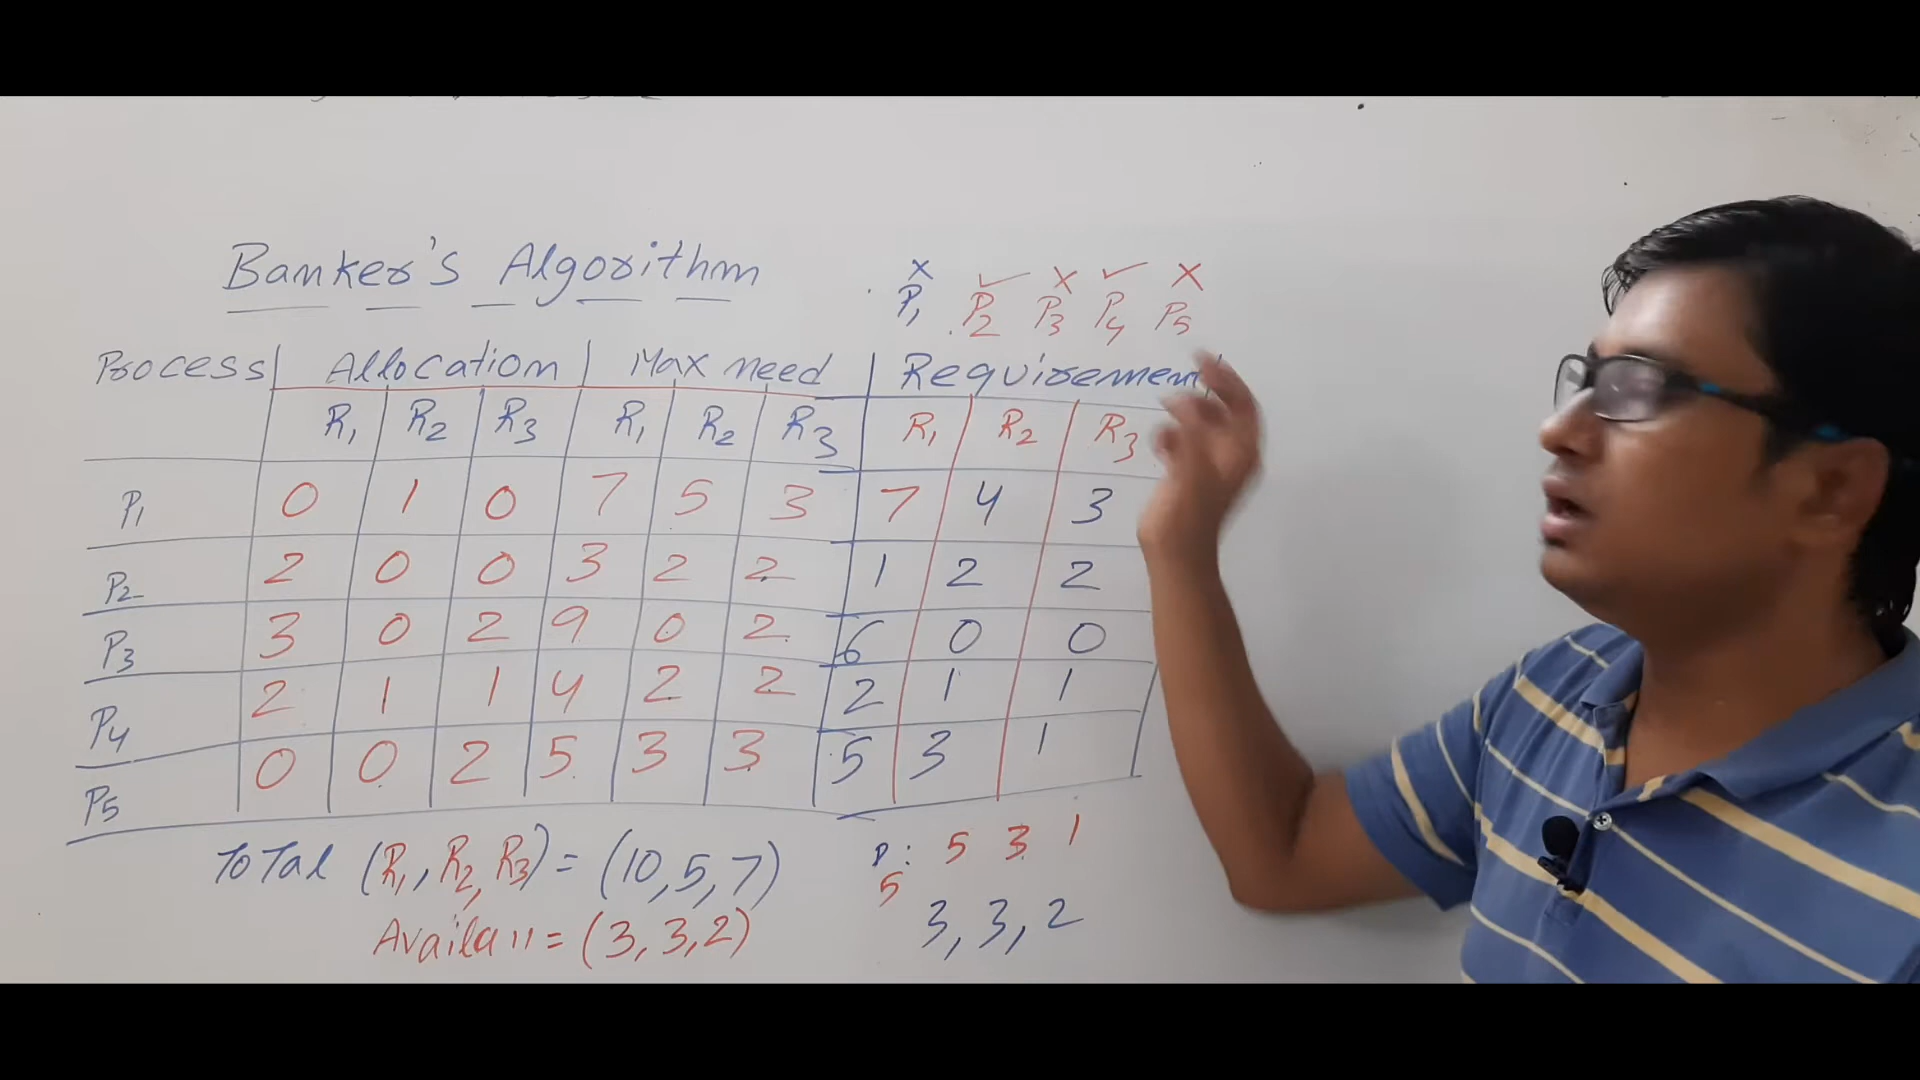 Banker's Algorithm
× ✓ × ✓ ×
P1 P2 P3 P4 P5
Process Allocation Max need Requirement
R1 R2 R3 R1 R2 R3 R1 R2 R3
P1 0 1 0 7 5 3 7 4 3
P2 2 0 0 3 2 2 1 2 2
P3 3 0 2 9 0 2 6 0 0
P4 2 1 1 4 2 2 2 1 1
P5 0 0 2 5 3 3 5 3 1
Total (R1, R2, R3) = (10, 5, 7)
P5: 5 3 1
= (3, 3, 2)
3, 3, 2